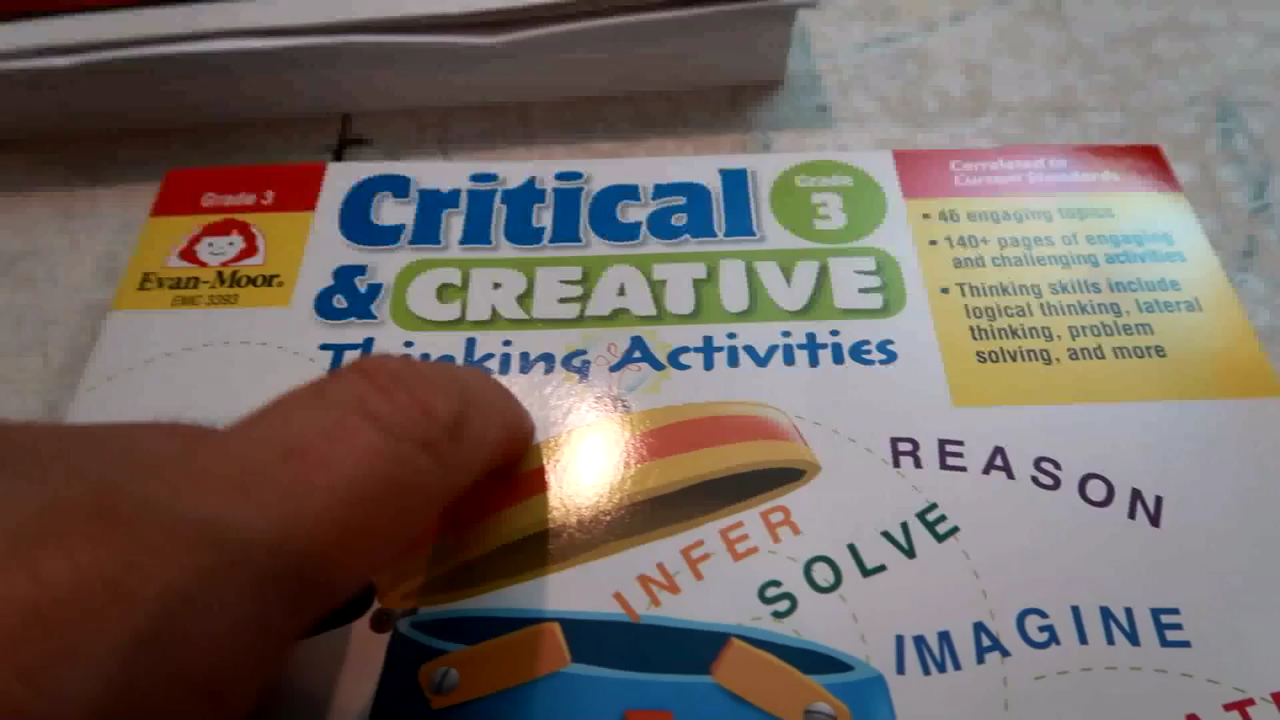 Grade 3
Evan-Moor.
EMC 3393
Critical
Grade
3
& CREATIVE
Thinking Activities
Correlated to
Current Standards
• 46 engaging topics
• 140+ pages of engaging
and challenging activities
• Thinking skills include
logical thinking, lateral
thinking, problem
solving, and more
REASON
INFER
SOLVE
IMAGINE